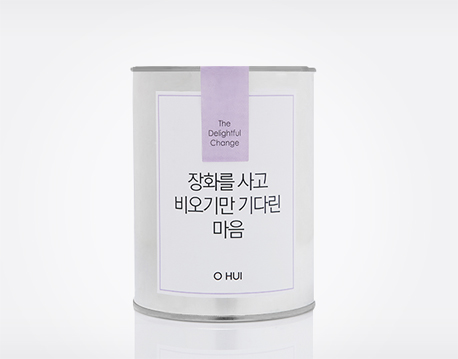 The
Delightful
Change
장화를 사고
비오기만 기다린
마음
O HUI